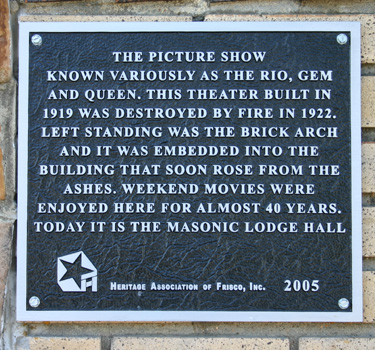 THE PICTURE SHOW
KNOWN VARIOUSLY AS THE RIO, GEM
AND QUEEN. THIS THEATER BUILT IN
1919 WAS DESTROYED BY FIRE IN 1922.
LEFT STANDING WAS THE BRICK ARCH
AND IT WAS EMBEDDED INTO THE
BUILDING THAT SOON ROSE FROM THE
ASHES. WEEKEND MOVIES WERE
ENJOYED HERE FOR ALMOST 40 YEARS.
TODAY IT IS THE MASONIC LODGE HALL
HERITAGE ASSOCIATION OF FRISCO, INC. 2005